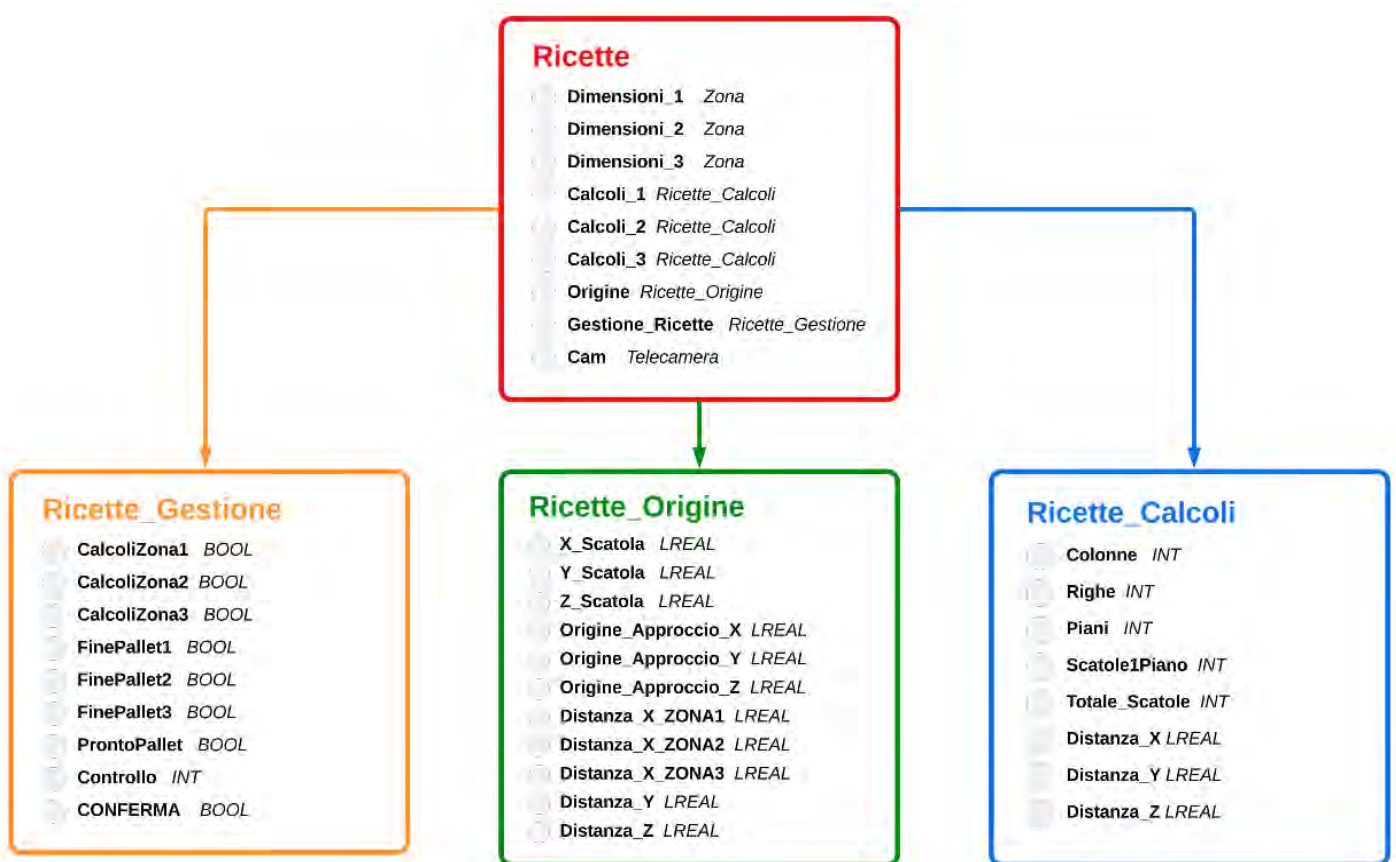 Ricette
Dimensioni_1 Zona
Dimensioni_2 Zona
Dimensioni_3 Zona
Calcoli_1 Ricette_Calcoli
Calcoli_2 Ricette_Calcoli
Calcoli_3 Ricette_Calcoli
Origine Ricette_Origine
Gestione_Ricette Ricette_Gestione
Cam Telecamera
Ricette_Gestione
CalcoliZona1 BOOL
CalcoliZona2 BOOL
CalcoliZona3 BOOL
FinePallet1 BOOL
FinePallet2 BOOL
FinePallet3 BOOL
ProntoPallet BOOL
Controllo INT
CONFERMA BOOL
Ricette_Origine
X_Scatola LREAL
Y_Scatola LREAL
Z_Scatola LREAL
Origine_Approccio_X LREAL
Origine_Approccio_Y LREAL
Origine_Approccio_Z LREAL
Distanza_X_ZONA1 LREAL
Distanza_X_ZONA2 LREAL
Distanza_X_ZONA3 LREAL
Distanza_Y LREAL
Distanza_Z LREAL
Ricette_Calcoli
Colonne INT
Righe INT
Piani INT
Scatole1Piano INT
Totale_Scatole INT
Distanza_X LREAL
Distanza_Y LREAL
Distanza_Z LREAL